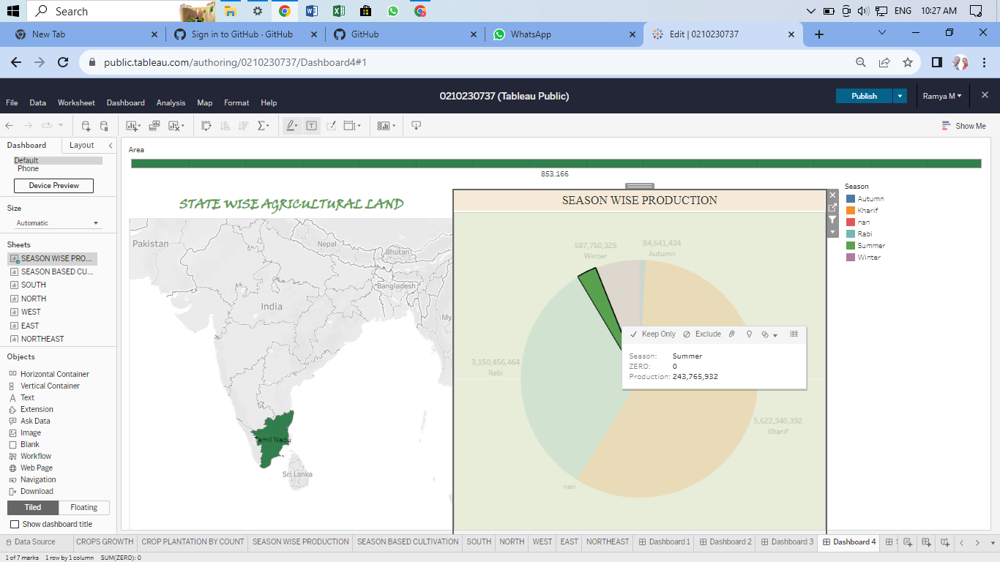 Search
ENG
10:27 AM
New Tab
Sign in to GitHub · GitHub
GitHub
WhatsApp
Edit | 0210230737
public.tableau.com/authoring/0210230737/Dashboard4#1
0210230737 (Tableau Public)
File Data Worksheet Dashboard Analysis Map Format Help
Publish
Ramya M
Show Me
Dashboard
Layout
Default
Phone
Device Preview
Size
Automatic
Sheets
SEASON WISE PRO...
SEASON BASED CU...
SOUTH
NORTH
WEST
EAST
NORTHEAST
Objects
Horizontal Container
Vertical Container
Text
Extension
Ask Data
Image
Blank
Workflow
Web Page
Navigation
Download
Tiled
Floating
Show dashboard title
Area
853,166
STATE WISE AGRICULTURAL LAND
Pakistan
Nepal
Bhutan
Bangladesh
India
My
Tamil Nadu
Sri Lanka
SEASON WISE PRODUCTION
587,750,325
Winter
84,641,434
Autumn
3,150,456,464
Rabi
5,622,340,392
Kharif
nan
Keep Only
Exclude
Season: Summer
ZERO: 0
Production: 243,765,932
Season
Autumn
Kharif
nan
Rabi
Summer
Winter
Data Source
CROPS GROWTH
CROP PLANTATION BY COUNT
SEASON WISE PRODUCTION
SEASON BASED CULTIVATION
SOUTH
NORTH
WEST
EAST
NORTHEAST
Dashboard 1
Dashboard 2
Dashboard 3
Dashboard 4
1 of 7 marks 1 row by 1 column SUM(ZERO): 0